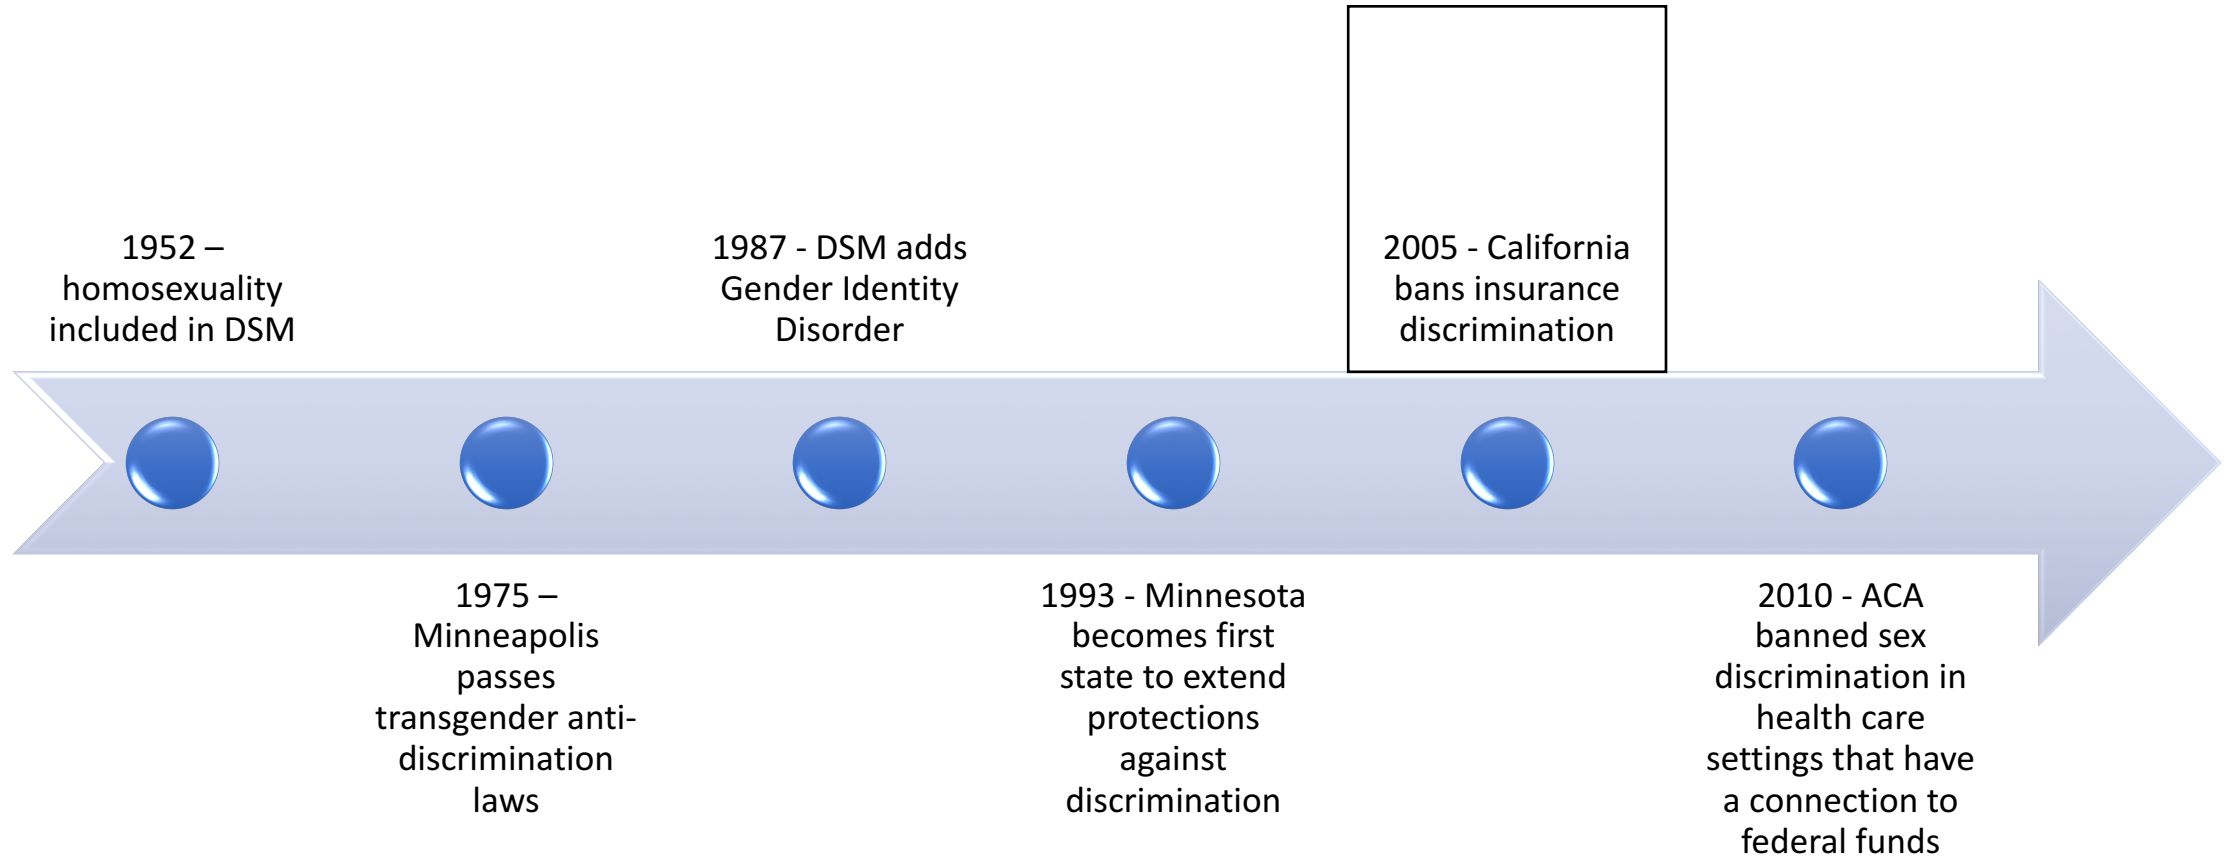 1952 –
homosexuality
included in DSM
1975 –
Minneapolis
passes
transgender anti-
discrimination
laws
1987 - DSM adds
Gender Identity
Disorder
1993 - Minnesota
becomes first
state to extend
protections
against
discrimination
2005 - California
bans insurance
discrimination
2010 - ACA
banned sex
discrimination in
health care
settings that have
a connection to
federal funds